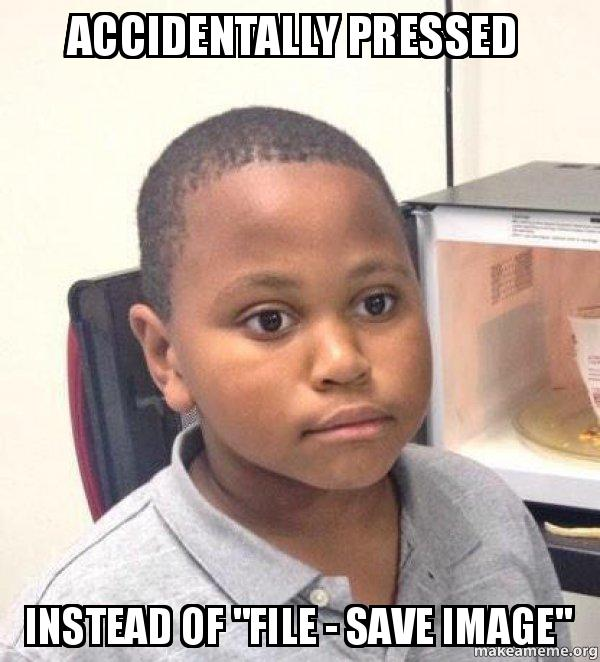 ACCIDENTALLY PRESSED
INSTEAD OF "FILE - SAVE IMAGE"
makeameme.org